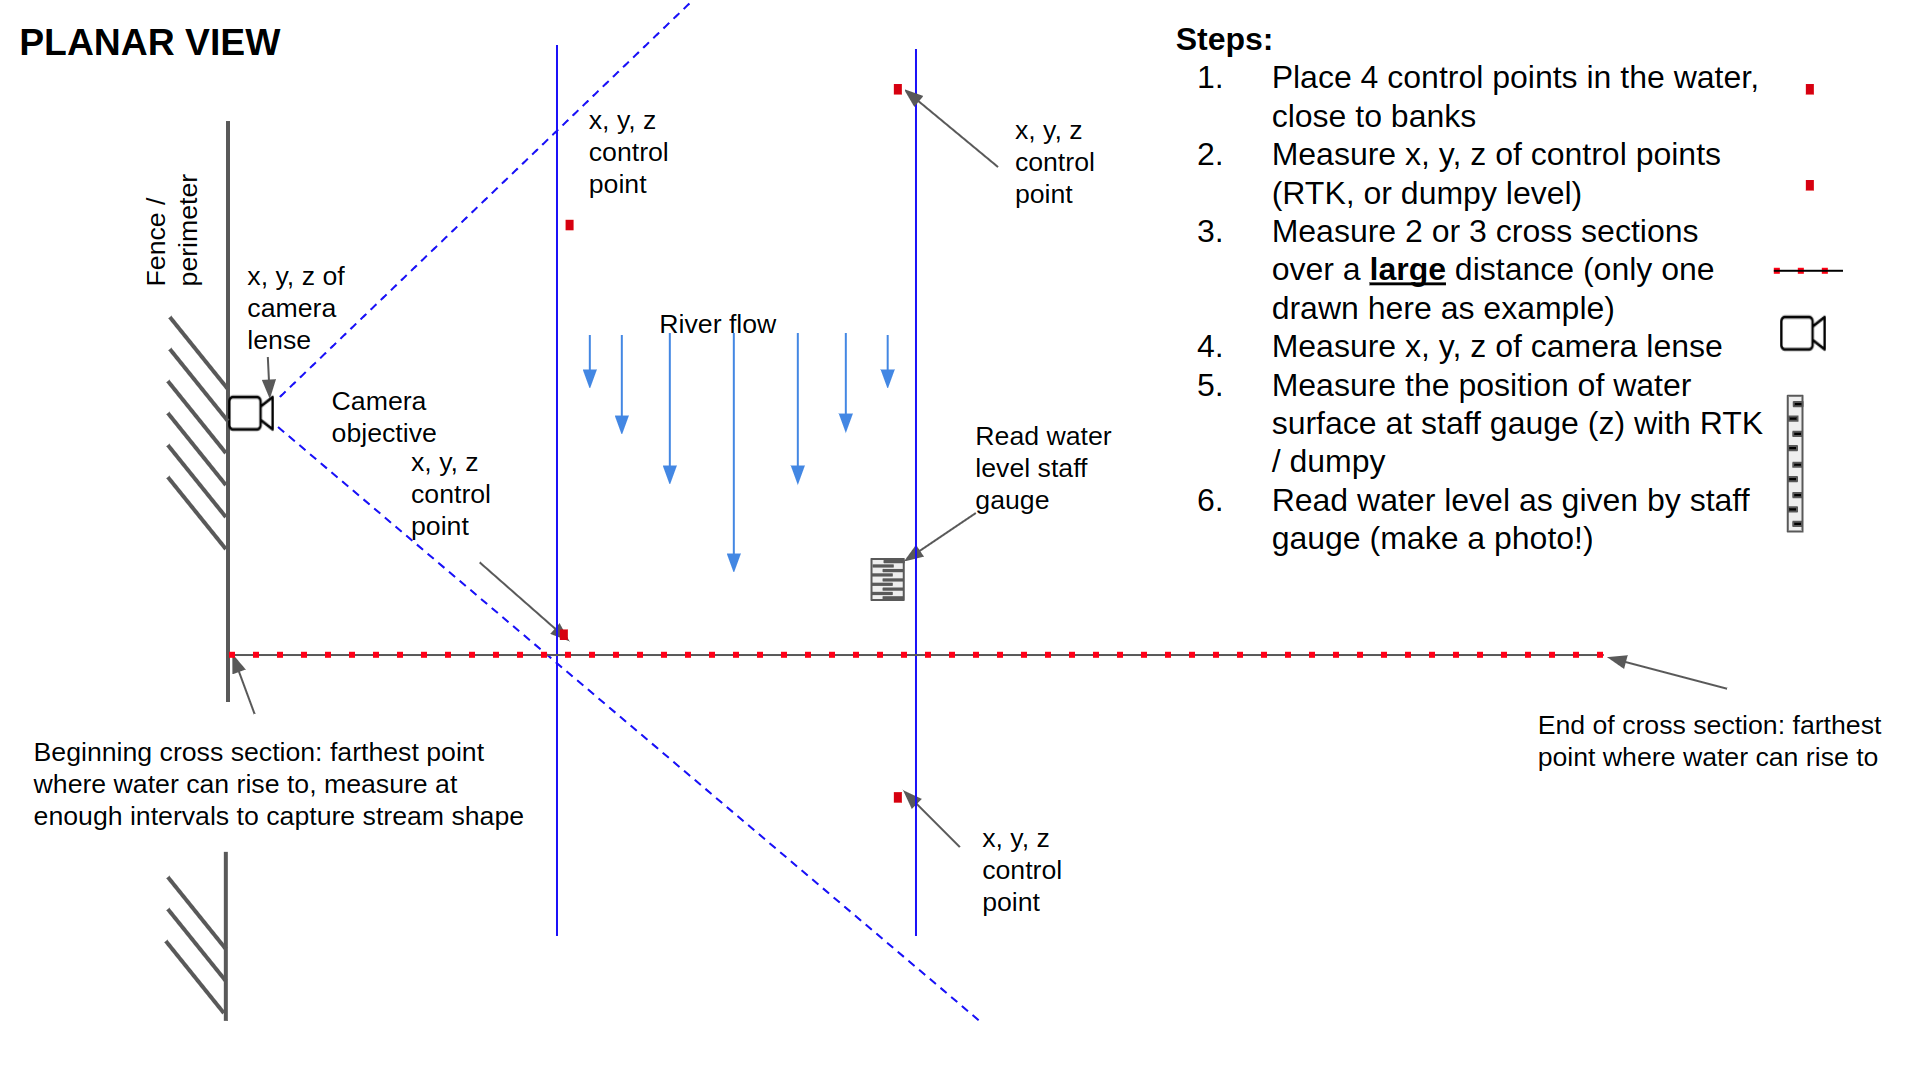 PLANAR VIEW
Fence /
perimeter
x, y, z of
camera
lense
Camera
objective
x, y, z
control
point
x, y, z
control
point
River flow
x, y, z
control
point
Read water
level staff
gauge
x, y, z
control
point
Beginning cross section: farthest point
where water can rise to, measure at
enough intervals to capture stream shape
End of cross section: farthest
point where water can rise to
Steps:
1. Place 4 control points in the water,
close to banks
2. Measure x, y, z of control points
(RTK, or dumpy level)
3. Measure 2 or 3 cross sections
over a large distance (only one
drawn here as example)
4. Measure x, y, z of camera lense
5. Measure the position of water
surface at staff gauge (z) with RTK
/ dumpy
6. Read water level as given by staff
gauge (make a photo!)